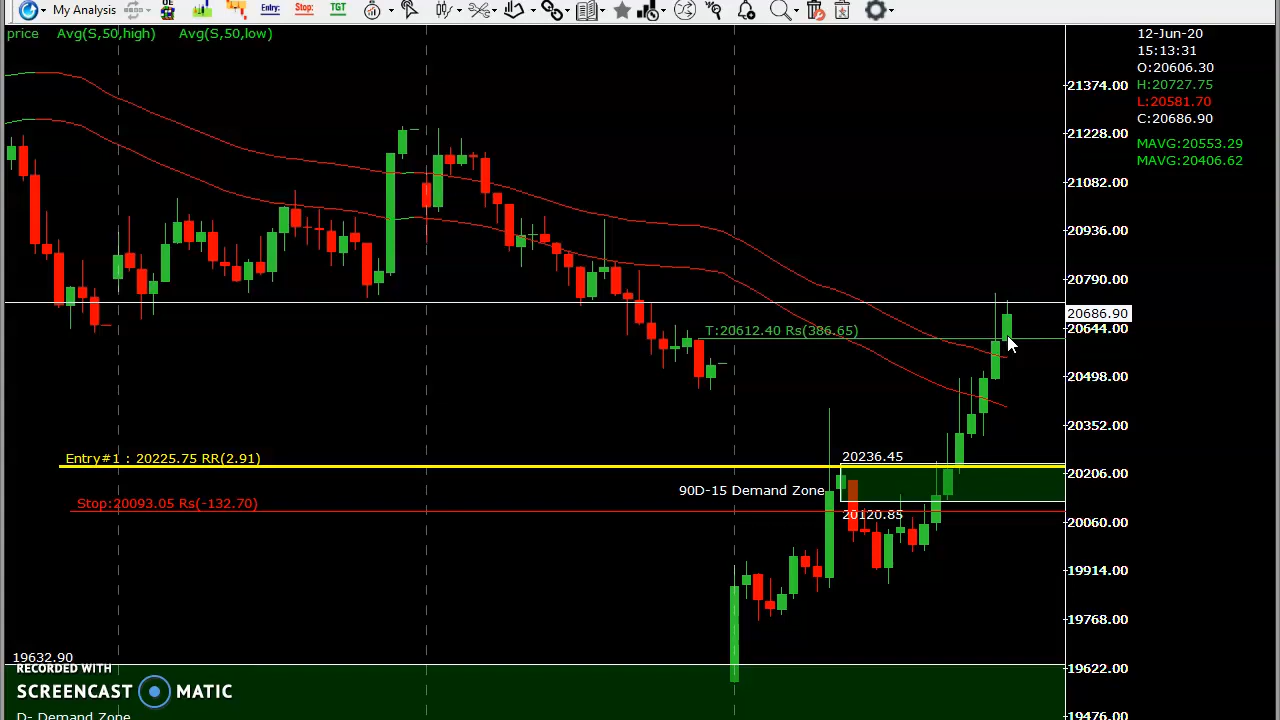 My Analysis
Entry:
Stop:
TGT
price Avg(S,50,high) Avg(S,50,low)
12-Jun-20
15:13:31
O:20606.30
H:20727.75
L:20581.70
C:20686.90
MAVG:20553.29
MAVG:20406.62
21374.00
21228.00
21082.00
20936.00
20790.00
20686.90
20644.00
20498.00
20352.00
20206.00
20060.00
19914.00
19768.00
19622.00
19476.00
T:20612.40 Rs(386.65)
Entry#1 : 20225.75 RR(2.91)
20236.45
90D-15 Demand Zone
Stop:20093.05 Rs(-132.70)
20120.85
19632.90
RECORDED WITH
SCREENCAST MATIC
D- Demand Zone